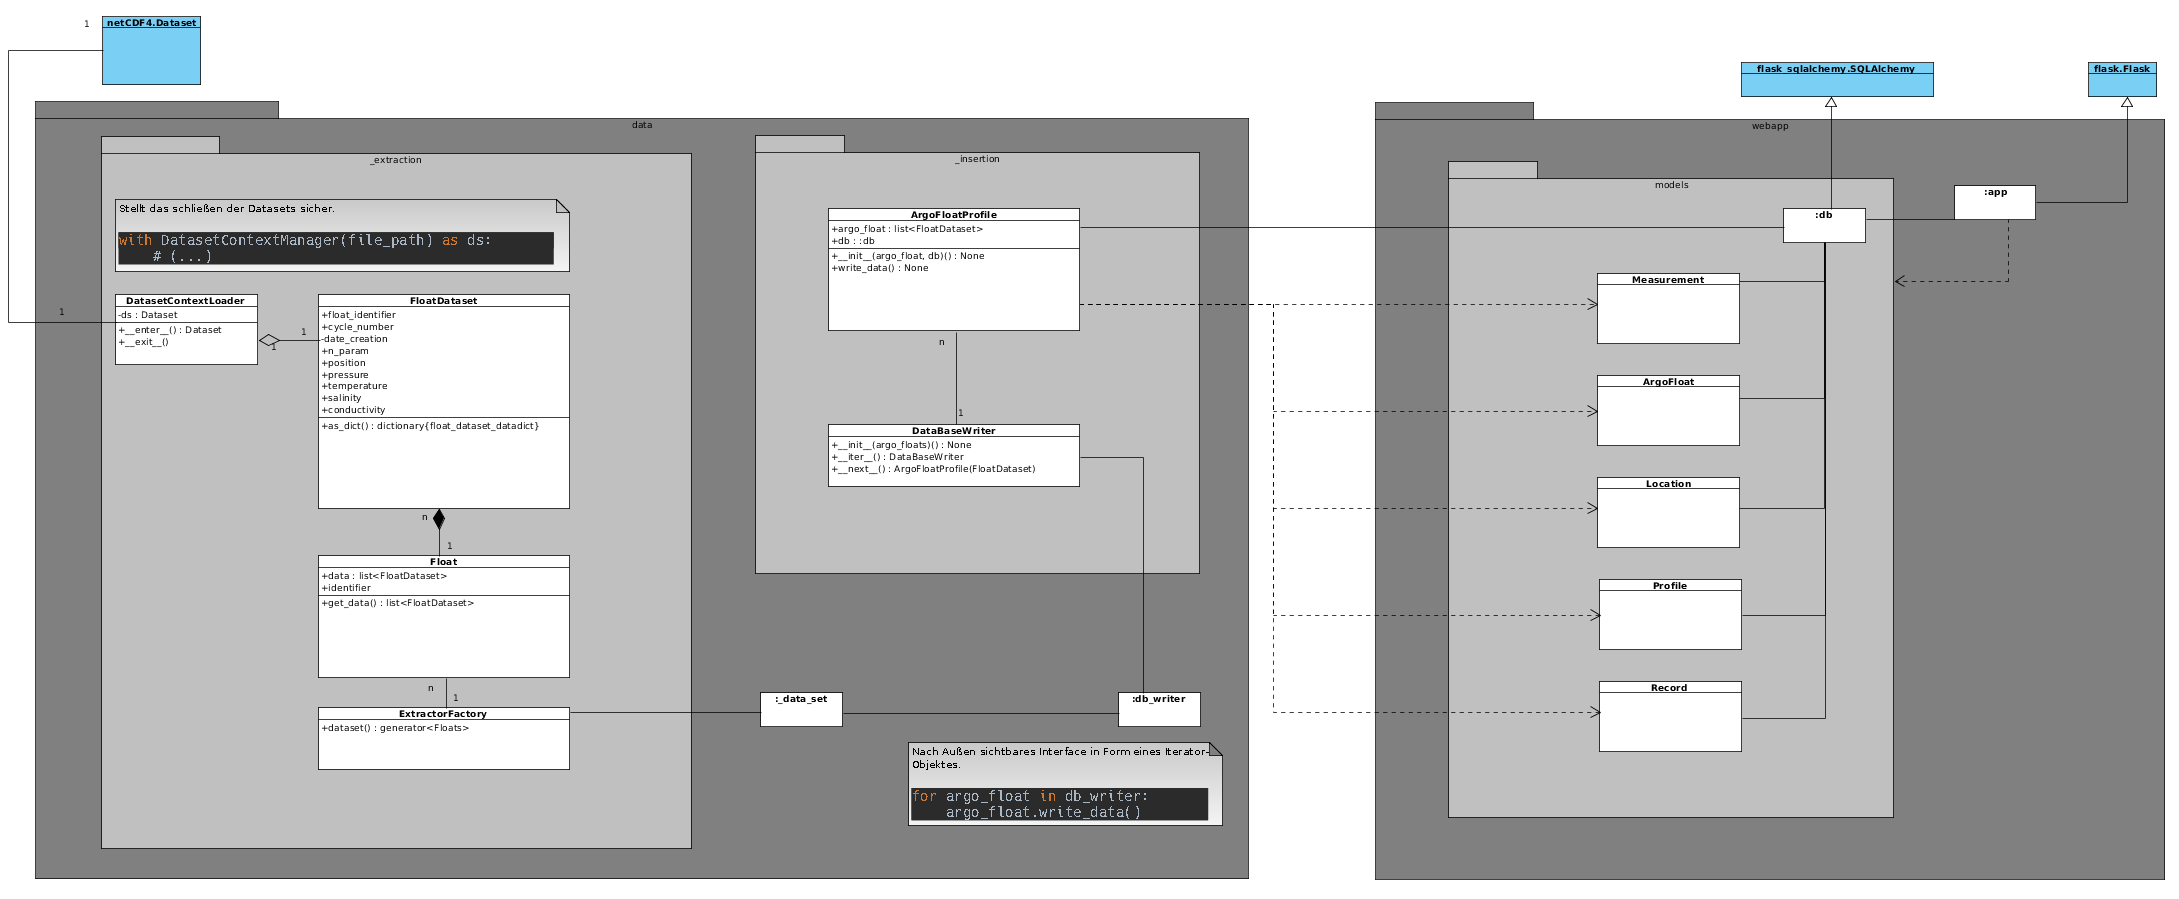 1
netCDF4.Dataset
data
_extraction
Stellt das schließen der Datasets sicher.
with DatasetContextManager(file_path) as ds:
# (...)
1
DatasetContextLoader
-ds : Dataset
+__enter__() : Dataset
+__exit__()
1
1
FloatDataset
+float_identifier
+cycle_number
-date_creation
+n_param
+position
+pressure
+temperature
+salinity
+conductivity
+as_dict() : dictionary{float_dataset_datadict}
n
1
Float
+data : list<FloatDataset>
+identifier
+get_data() : list<FloatDataset>
n
1
ExtractorFactory
+dataset() : generator<Floats>
_insertion
ArgoFloatProfile
+argo_float : list<FloatDataset>
+db : :db
+__init__(argo_float, db)() : None
+write_data() : None
n
1
DataBaseWriter
+__init__(argo_floats)() : None
+__iter__() : DataBaseWriter
+__next__() : ArgoFloatProfile(FloatDataset)
:_data_set
:db_writer
Nach Außen sichtbares Interface in Form eines Iterator-
Objektes.
for argo_float in db_writer:
argo_float.write_data()
flask_sqlalchemy.SQLAlchemy
flask.Flask
webapp
models
:app
:db
Measurement
ArgoFloat
Location
Profile
Record